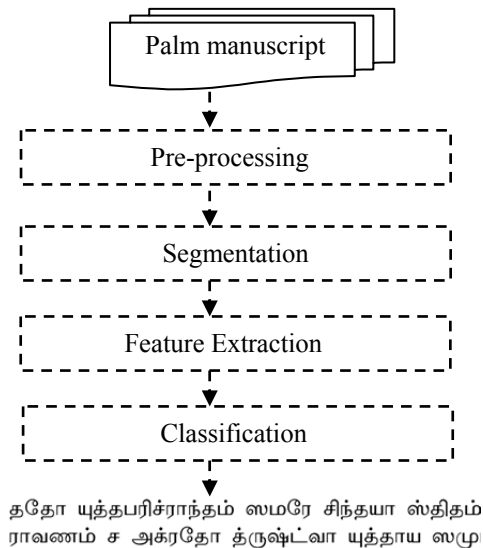 Palm manuscript
Pre-processing
Segmentation
Feature Extraction
Classification
ததோ யுத்தபரிச்ராந்தம் ஸமரே சிந்தயா ஸ்திதம்
ராவணம் ச அக்ரதோ த்ருஷ்ட்வா யுத்தாய